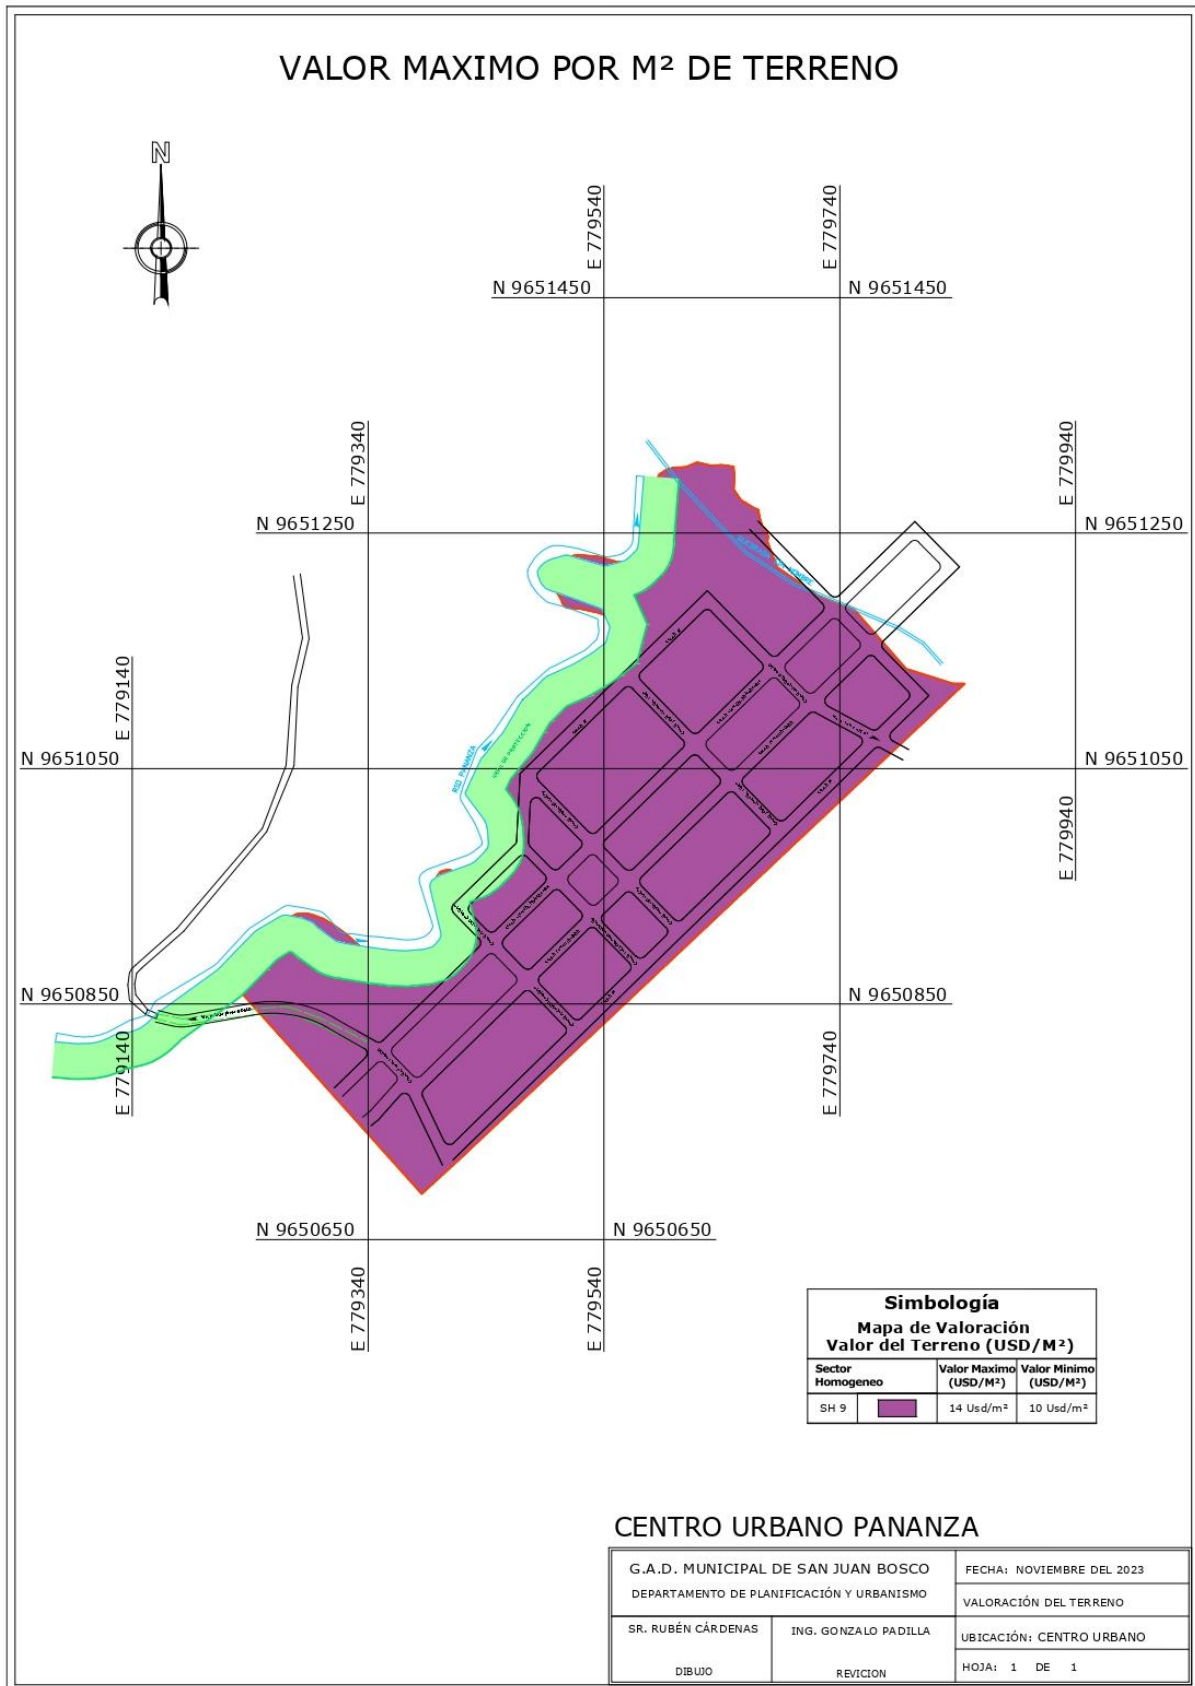 VALOR MAXIMO POR M² DE TERRENO
N
E 779540
E 779740
N 9651450
N 9651450
E 779340
E 779940
N 9651250
N 9651250
E 779140
RIO PANANZA
N 9651050
N 9651050
E 779940
N 9650850
N 9650850
E 779140
E 779740
N 9650650
N 9650650
E 779340
E 779540
Simbología
Mapa de Valoración
Valor del Terreno (USD/M²)
Sector Homogeneo
Valor Maximo (USD/M²)
Valor Minimo (USD/M²)
SH 9
14 Usd/m²
10 Usd/m²
CENTRO URBANO PANANZA
G.A.D. MUNICIPAL DE SAN JUAN BOSCO
DEPARTAMENTO DE PLANIFICACIÓN Y URBANISMO
FECHA: NOVIEMBRE DEL 2023
VALORACIÓN DEL TERRENO
SR. RUBÉN CÁRDENAS
DIBUJO
ING. GONZALO PADILLA
REVICION
UBICACIÓN: CENTRO URBANO
HOJA: 1 DE 1